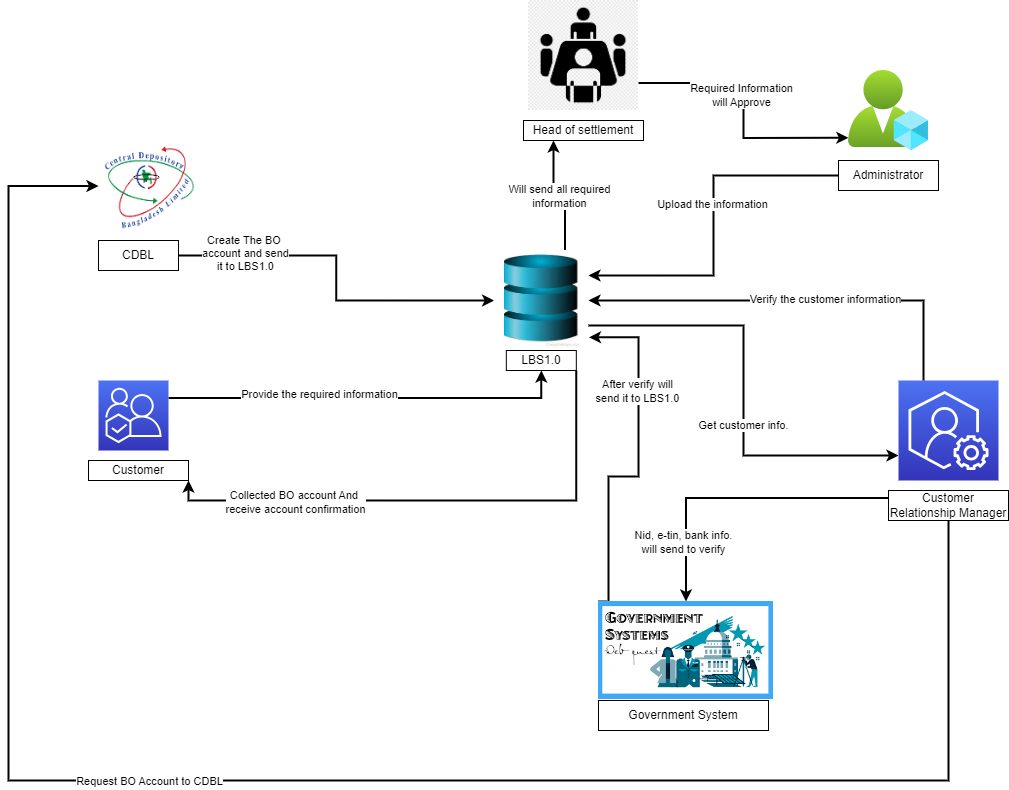 Head of settlement
Required Information
will Approve
Administrator
Central Depository
Bangladesh Limited
CDBL
Will send all required
information
Upload the information
Create The BO
account and send
it to LBS1.0
Verify the customer information
LBS1.0
After verify will
send it to LBS1.0
Provide the required information
Get customer info.
Customer
Collected BO account And
receive account confirmation
Customer
Relationship Manager
Nid, e-tin, bank info.
will send to verify
Government
Systems
Web quest
Government System
Request BO Account to CDBL